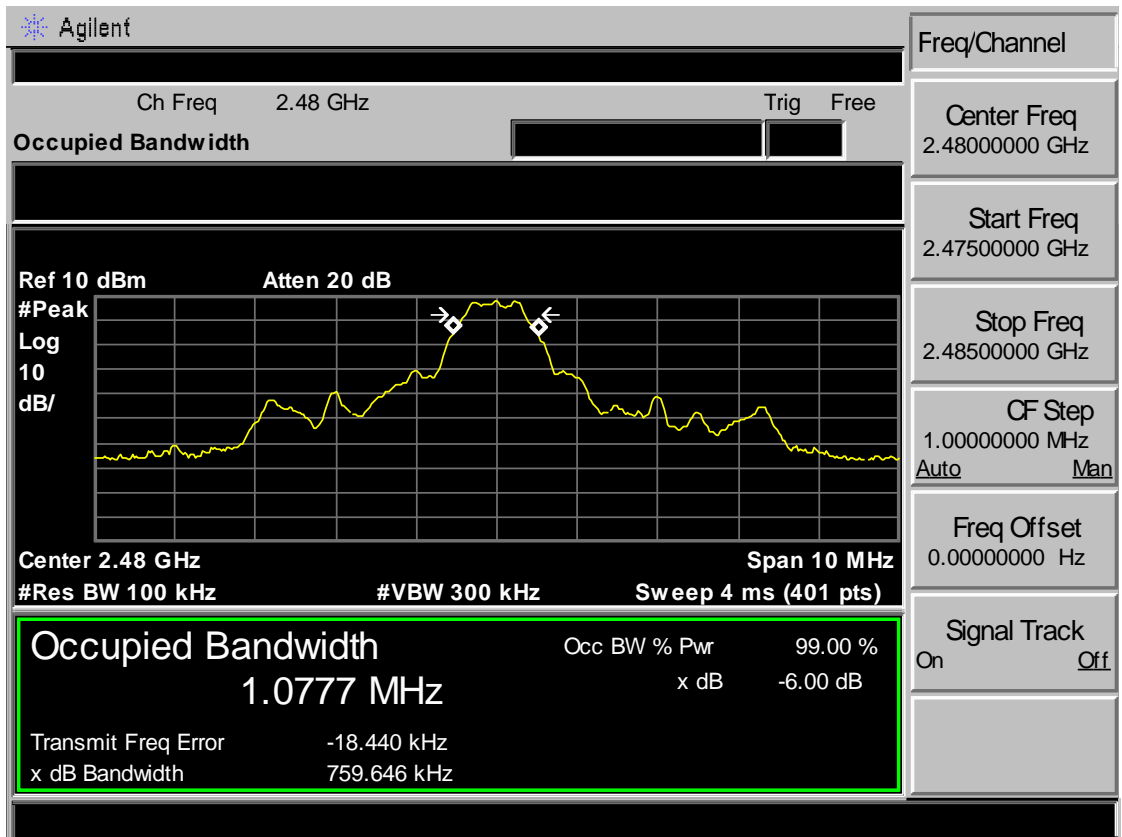 Agilent
Freq/Channel
Ch Freq 2.48 GHz Trig Free
Occupied Bandwidth
Center Freq
2.48000000 GHz
Start Freq
2.47500000 GHz
Stop Freq
2.48500000 GHz
CF Step
1.00000000 MHz
Auto Man
Freq Offset
0.00000000 Hz
Signal Track
On Off
Ref 10 dBm Atten 20 dB
#Peak
Log
10
dB/
Center 2.48 GHz Span 10 MHz
#Res BW 100 kHz #VBW 300 kHz Sweep 4 ms (401 pts)
Occupied Bandwidth
1.0777 MHz
Occ BW % Pwr 99.00 %
x dB -6.00 dB
Transmit Freq Error -18.440 kHz
x dB Bandwidth 759.646 kHz